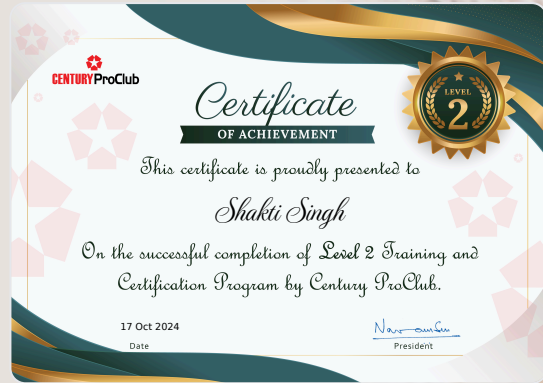 CENTURY ProClub
Certificate
OF ACHIEVEMENT
LEVEL
2
This certificate is proudly presented to
Shakti Singh
On the successful completion of Level 2 Training and
Certification Program by Century ProClub.
17 Oct 2024
Date
President